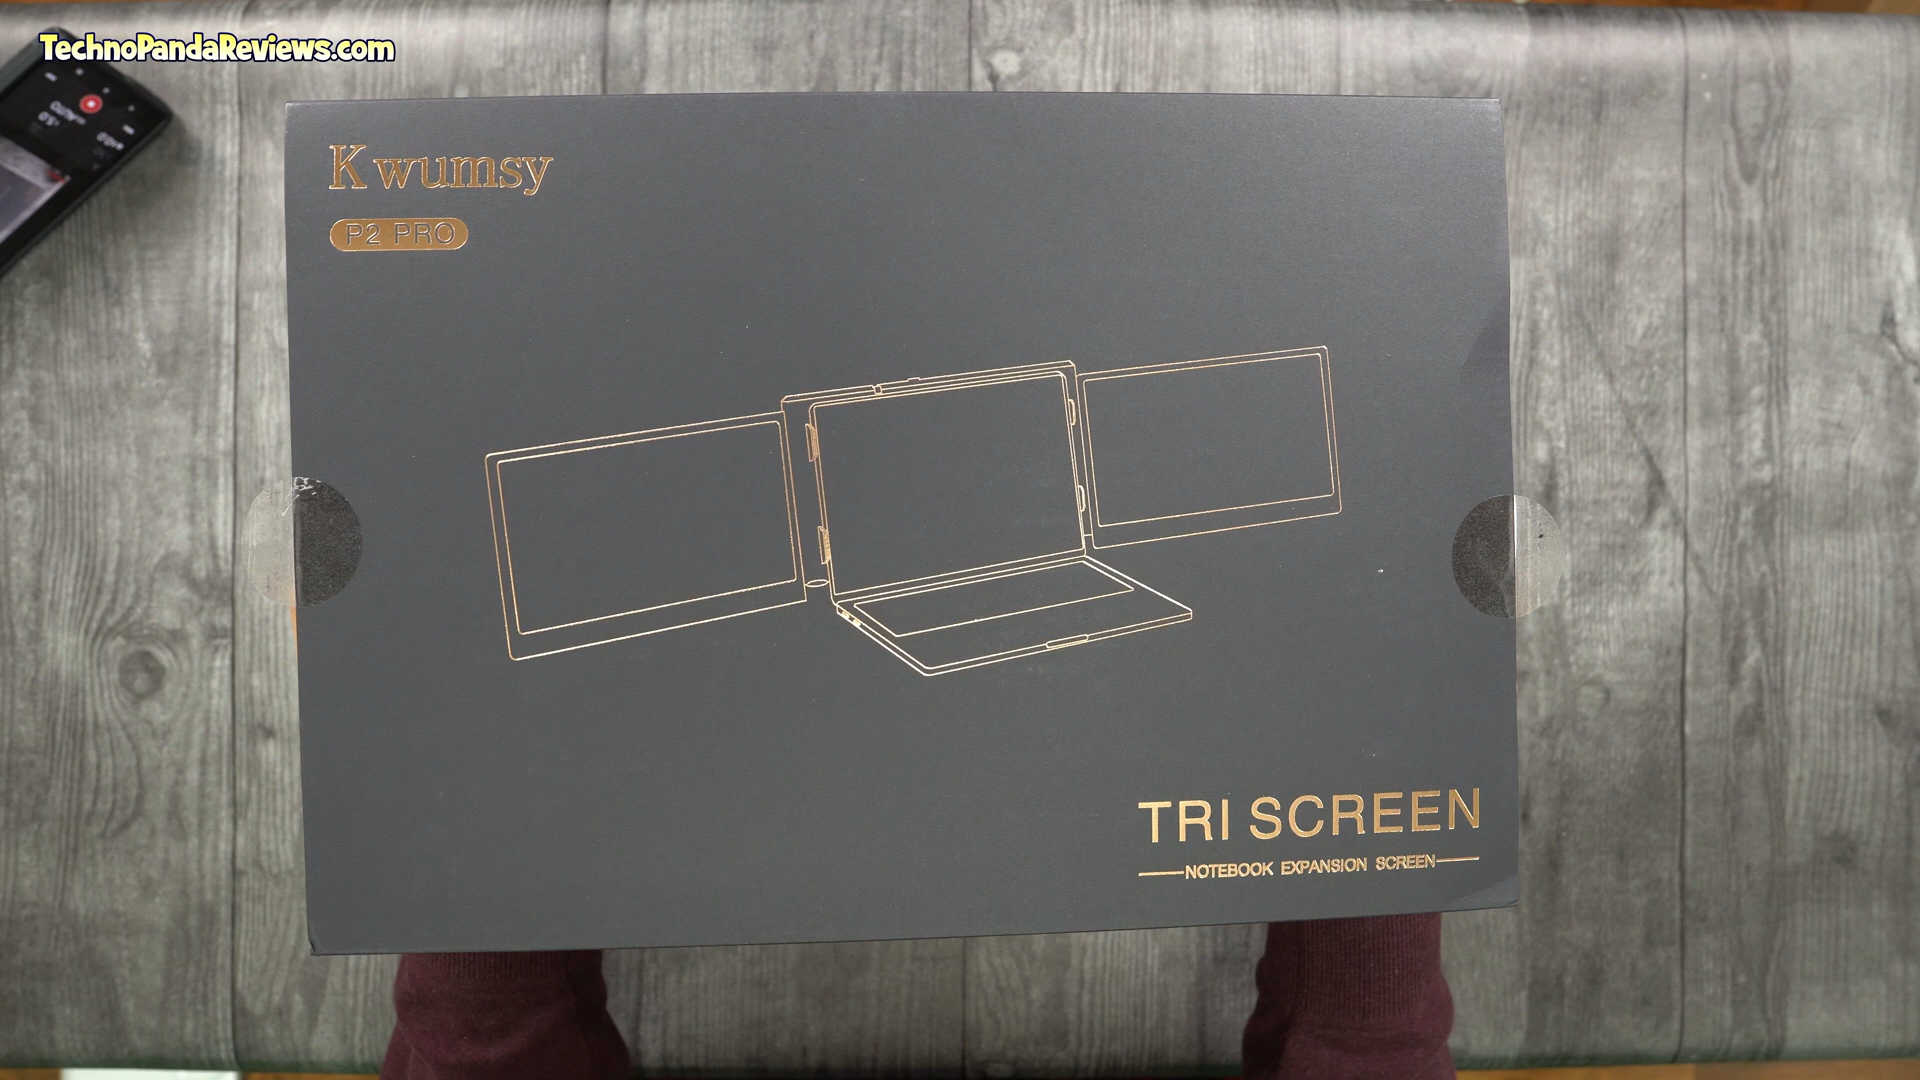 TechnoPandaReviews.com
Kwumsy
P2 PRO
TRI SCREEN
NOTEBOOK EXPANSION SCREEN